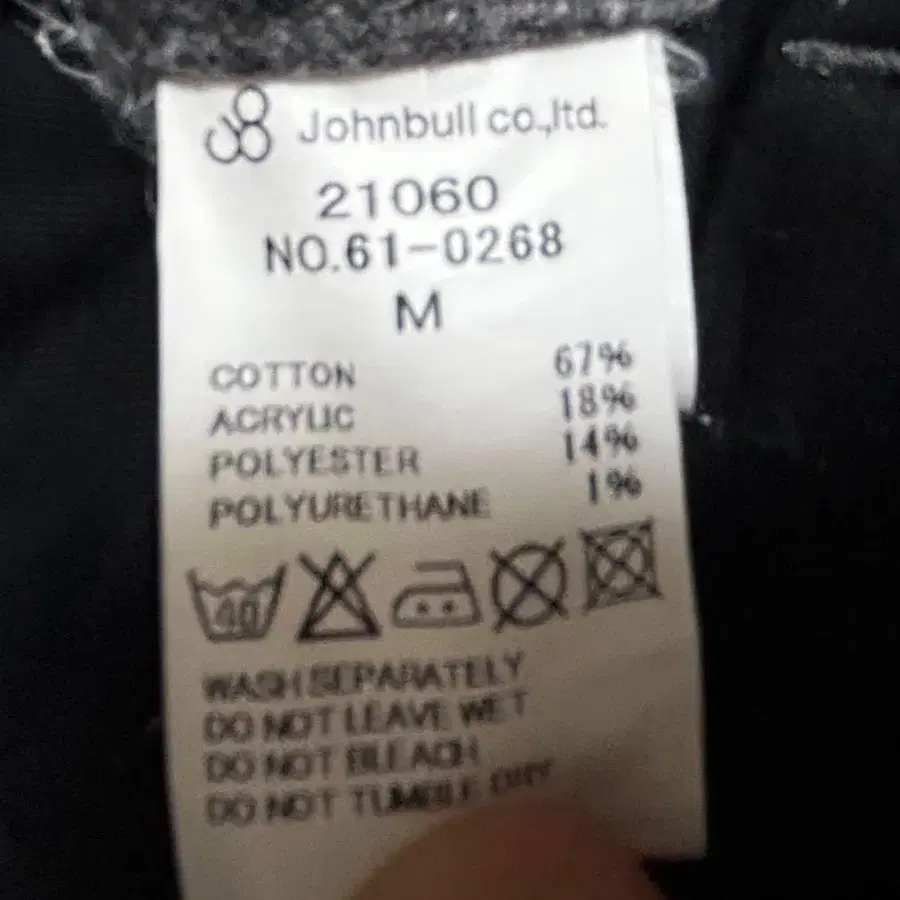 Johnbull co.,ltd.
21060
NO.61-0268
M
COTTON 67%
ACRYLIC 18%
POLYESTER 14%
POLYURETHANE 1%
40
WASH SEPARATELY
DO NOT LEAVE WET
DO NOT BLEACH
DO NOT TUMBLE DRY